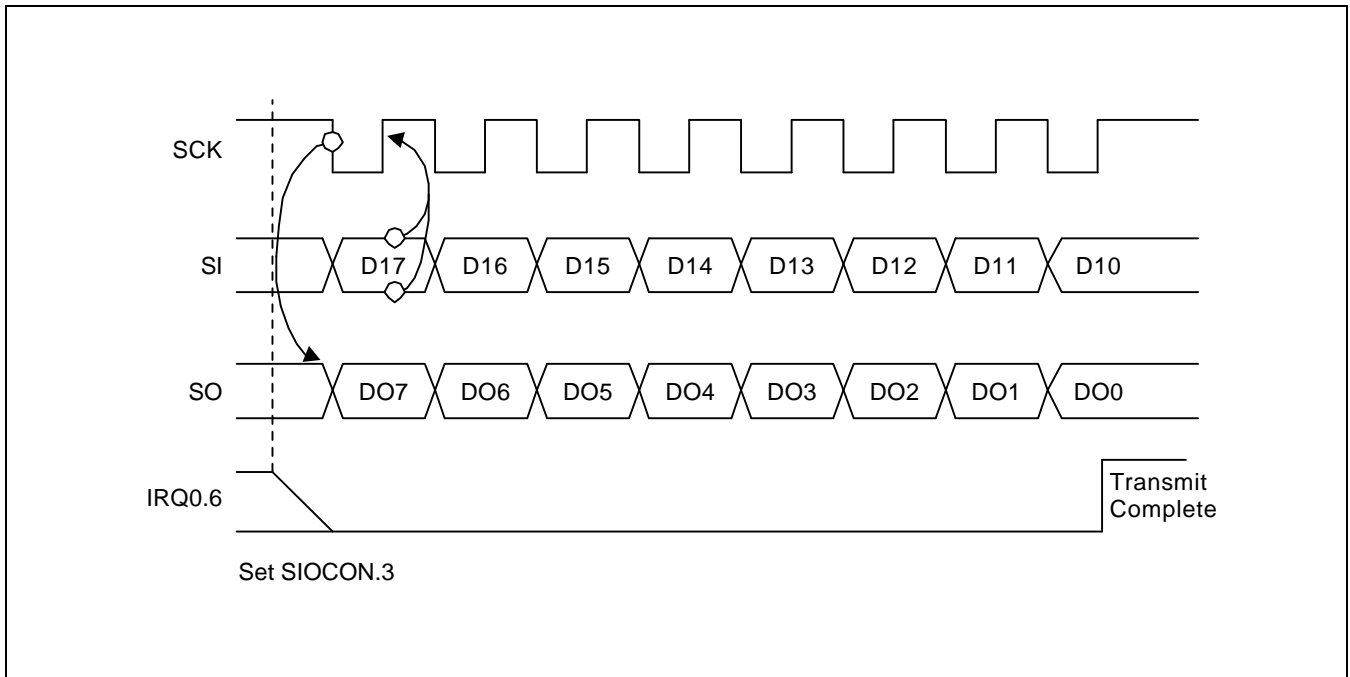 SCK
SI D17 D16 D15 D14 D13 D12 D11 D10
SO DO7 DO6 DO5 DO4 DO3 DO2 DO1 DO0
IRQ0.6
Transmit
Complete
Set SIOCON.3